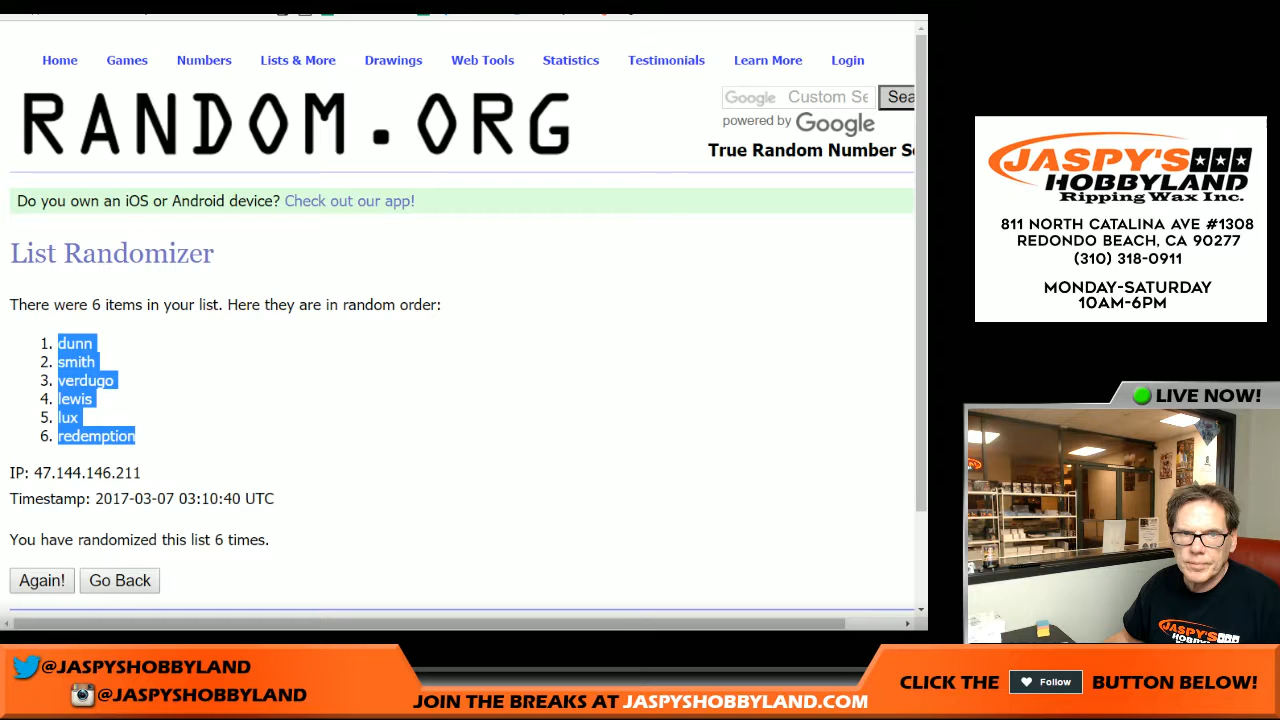 Home Games Numbers Lists & More Drawings Web Tools Statistics Testimonials Learn More Login
RANDOM.ORG
Google Custom Se Sea
powered by Google
True Random Number S
Do you own an iOS or Android device? Check out our app!
List Randomizer
There were 6 items in your list. Here they are in random order:
1. dunn
2. smith
3. verdugo
4. lewis
5. lux
6. redemption
IP: 47.144.146.211
Timestamp: 2017-03-07 03:10:40 UTC
You have randomized this list 6 times.
Again! Go Back
JASPY'S
HOBBYLAND
Ripping Wax Inc.
811 NORTH CATALINA AVE #1308
REDONDO BEACH, CA 90277
(310) 318-0911
MONDAY-SATURDAY
10AM-6PM
LIVE NOW!
JASPY'S
@JASPYSHOBBYLAND
@JASPYSHOBBYLAND
JOIN THE BREAKS AT JASPYSHOBBYLAND.COM
CLICK THE Follow BUTTON BELOW!